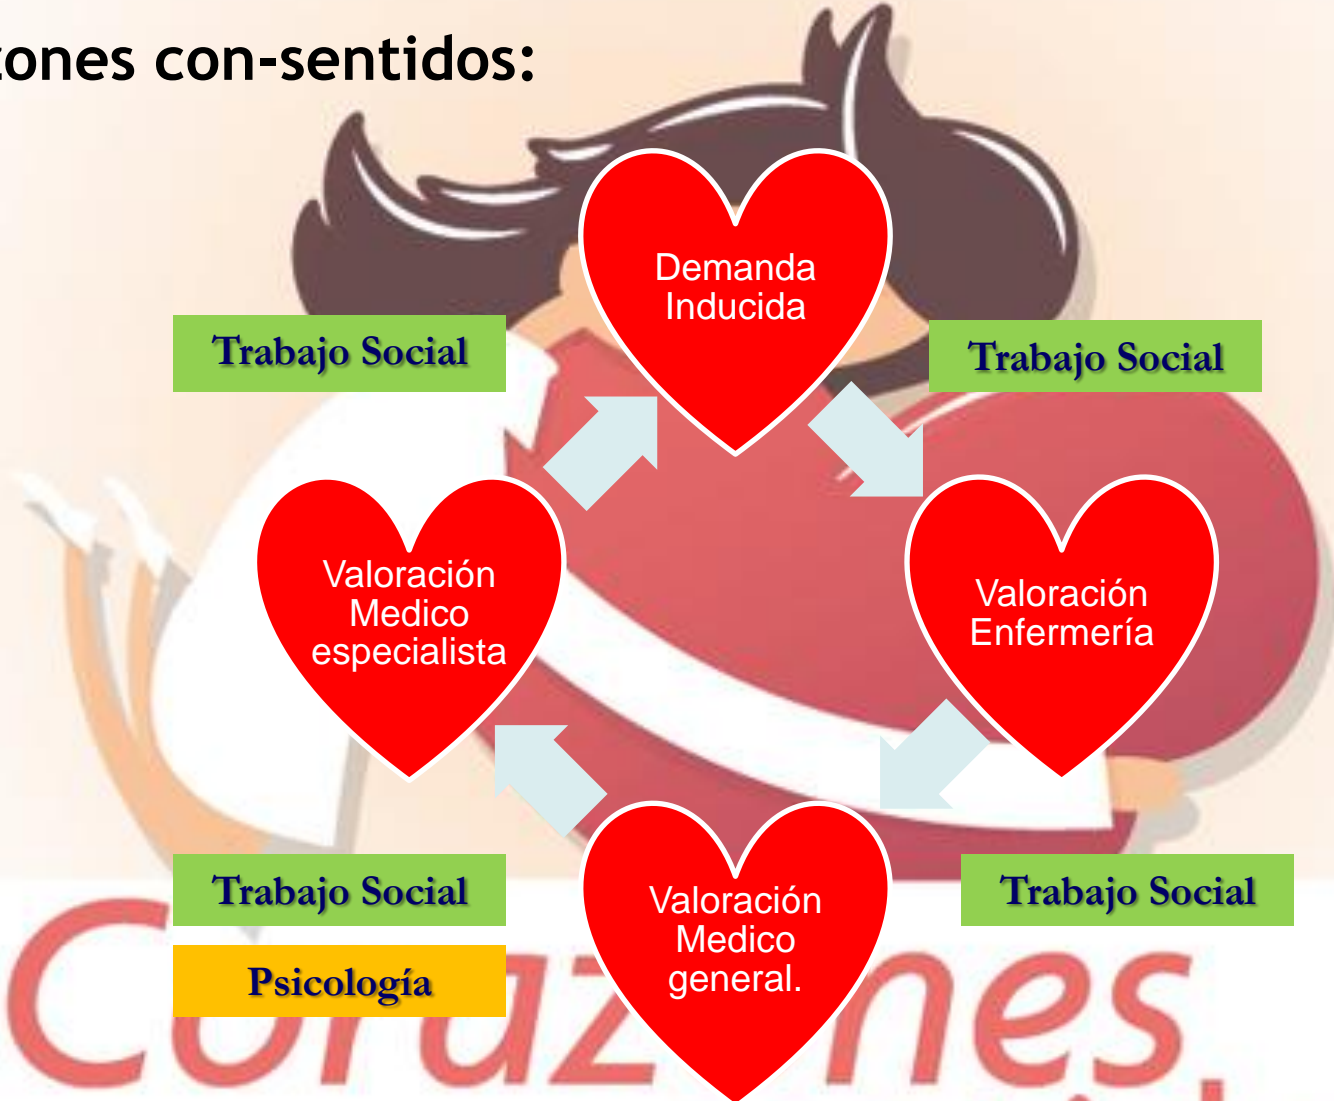 zones con-sentidos:
Demanda
Inducida
Trabajo Social
Trabajo Social
Valoración
Medico
especialista
Valoración
Enfermería
Trabajo Social
Trabajo Social
Psicología
Valoración
Medico
general.